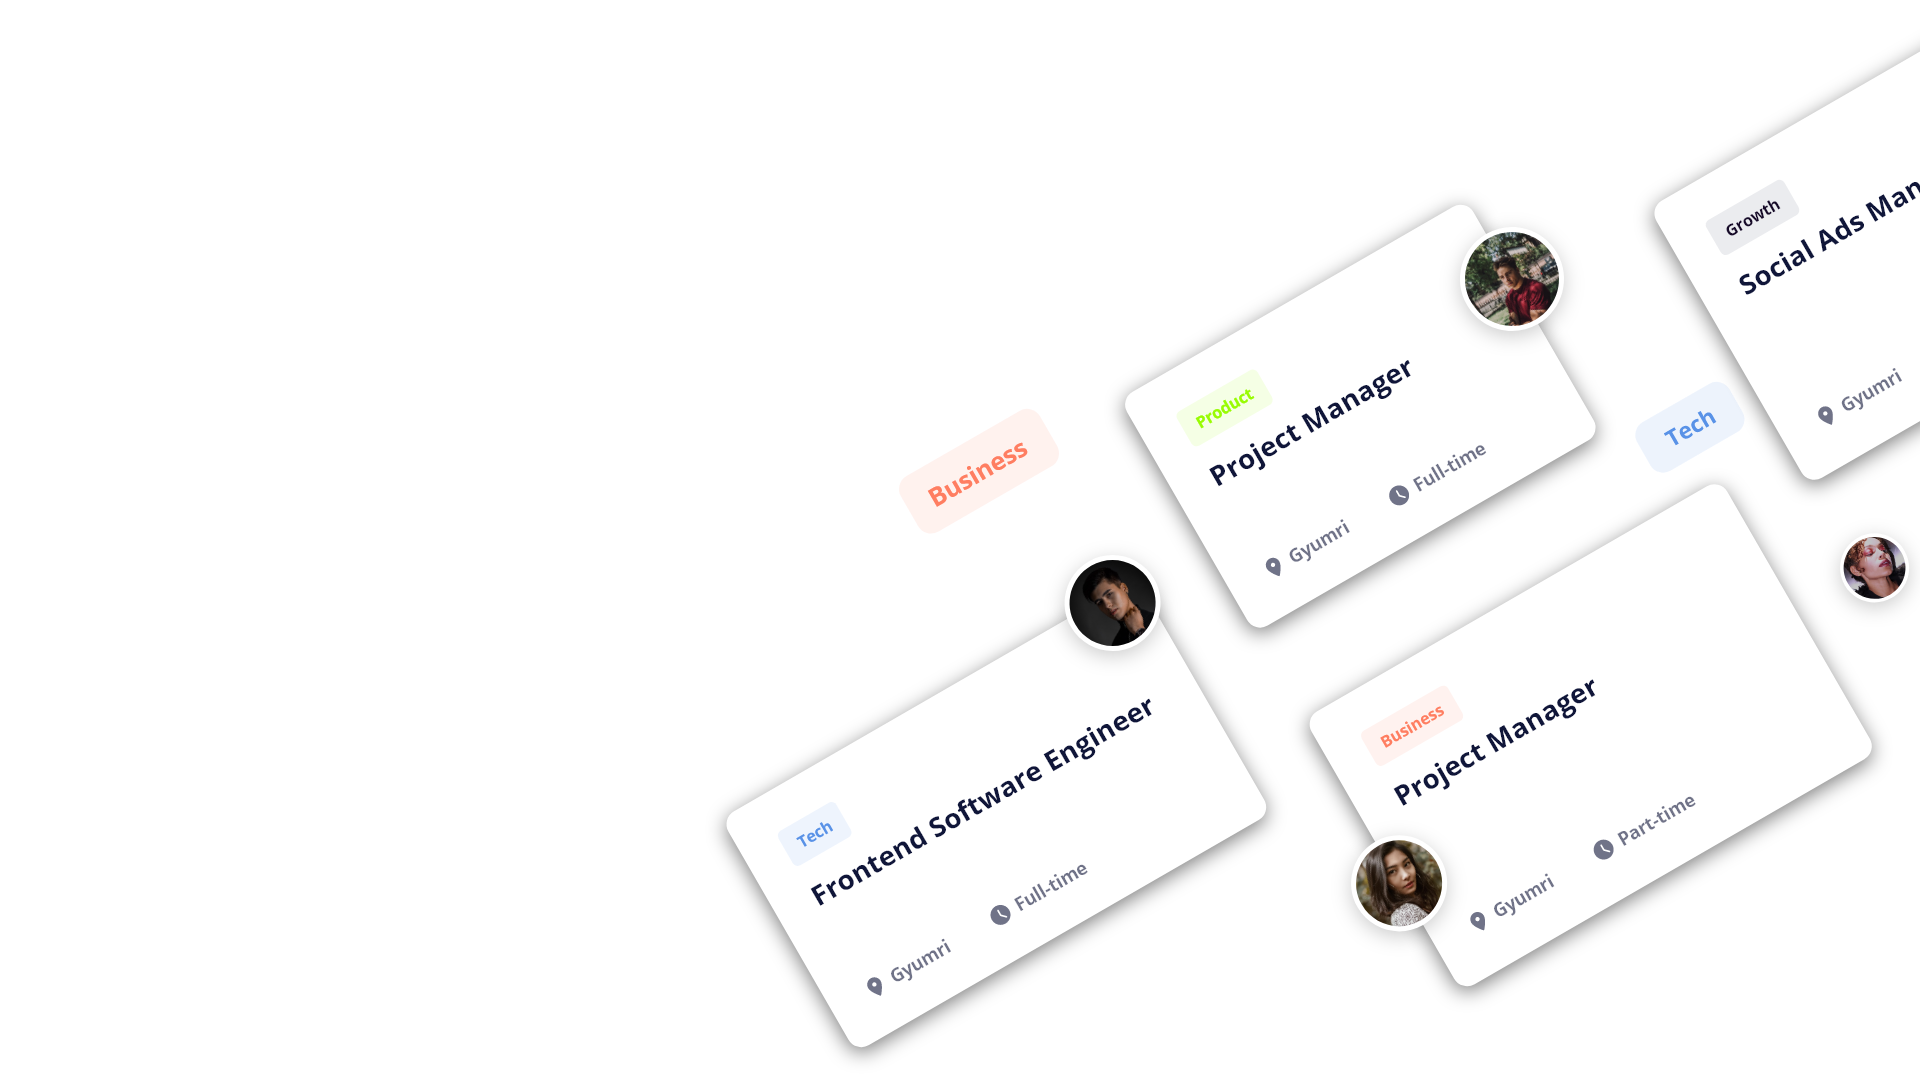 Business
Product
Project Manager
Gyumri
Full-time
Tech
Growth
Social Ads Man
Gyumri
Tech
Frontend Software Engineer
Gyumri
Full-time
Business
Project Manager
Gyumri
Part-time